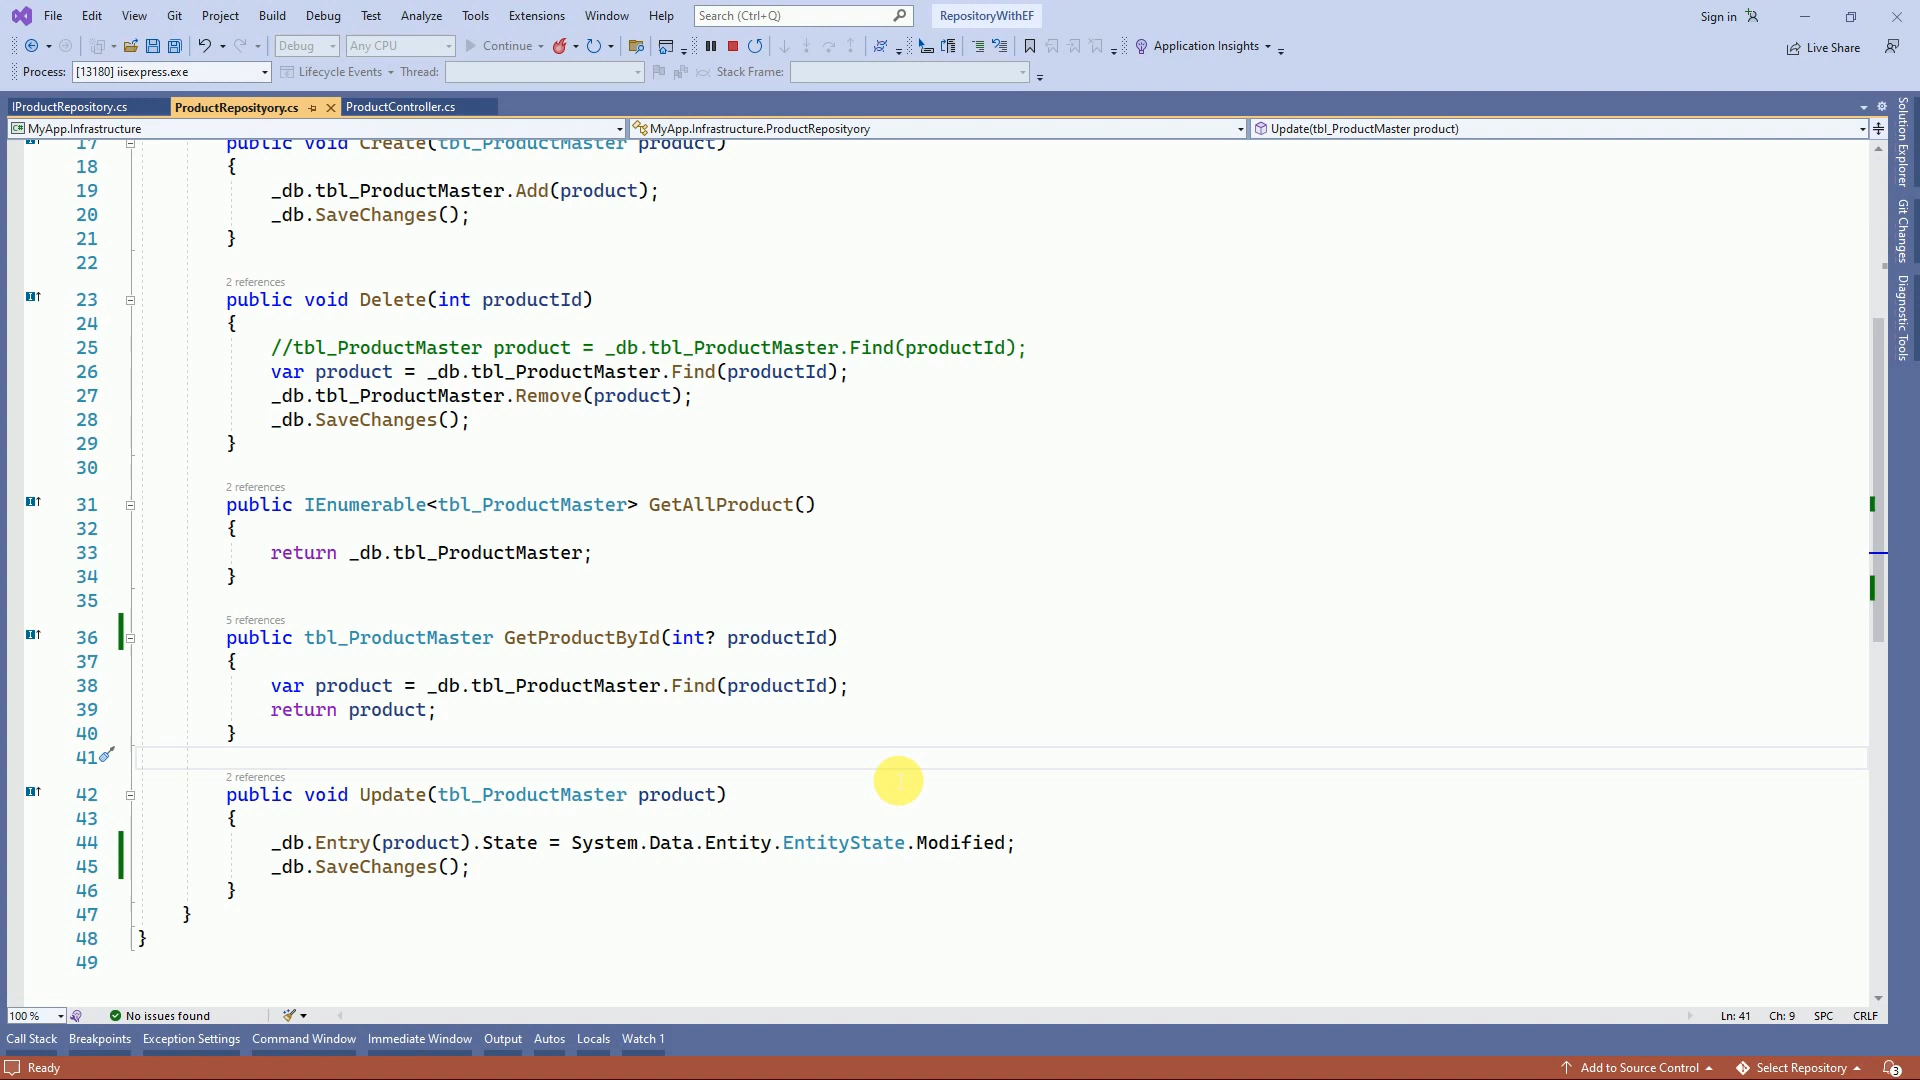 File Edit View Git Project Build Debug Test Analyze Tools Extensions Window Help Search (Ctrl+Q) RepositoryWithEF Sign in
Debug Any CPU Continue Application Insights Live Share
Process: [13180] iisexpress.exe Lifecycle Events Thread: Stack Frame:
IProductRepository.cs ProductReposityory.cs ProductController.cs
MyApp.Infrastructure MyApp.Infrastructure.ProductReposityory Update(tbl_ProductMaster product)
17 public void Create(tbl_ProductMaster product)
18 {
19 _db.tbl_ProductMaster.Add(product);
20 _db.SaveChanges();
21 }
22
2 references
23 public void Delete(int productId)
24 {
25 //tbl_ProductMaster product = _db.tbl_ProductMaster.Find(productId);
26 var product = _db.tbl_ProductMaster.Find(productId);
27 _db.tbl_ProductMaster.Remove(product);
28 _db.SaveChanges();
29 }
30
2 references
31 public IEnumerable<tbl_ProductMaster> GetAllProduct()
32 {
33 return _db.tbl_ProductMaster;
34 }
35
5 references
36 public tbl_ProductMaster GetProductById(int? productId)
37 {
38 var product = _db.tbl_ProductMaster.Find(productId);
39 return product;
40 }
41
2 references
42 public void Update(tbl_ProductMaster product)
43 {
44 _db.Entry(product).State = System.Data.Entity.EntityState.Modified;
45 _db.SaveChanges();
46 }
47 }
48 }
49
Solution Explorer
Git Changes
Diagnostic Tools
100 % No issues found Ln: 41 Ch: 9 SPC CRLF
Call Stack Breakpoints Exception Settings Command Window Immediate Window Output Autos Locals Watch 1
Ready Add to Source Control Select Repository 3